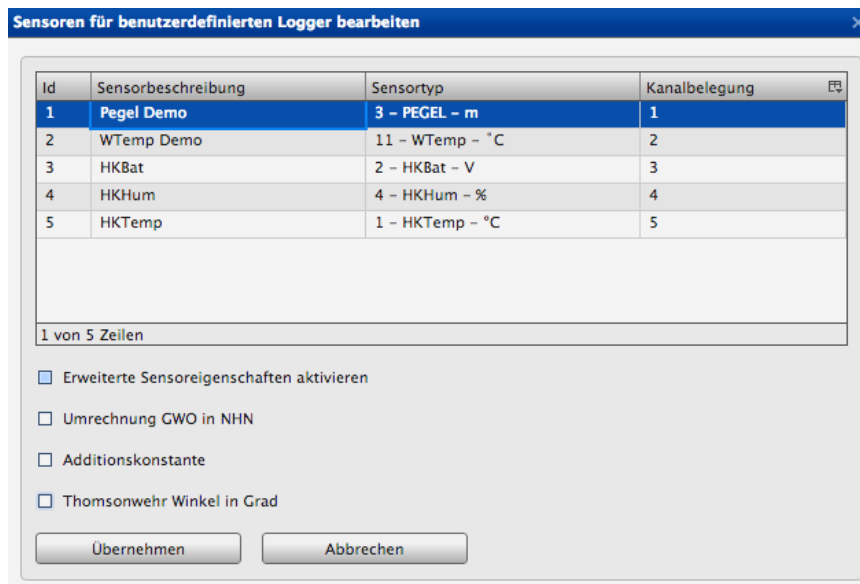 Sensoren für benutzerdefinierten Logger bearbeiten
Id Sensorbeschreibung Sensortyp Kanalbelegung
1 Pegel Demo 3 – PEGEL – m 1
2 WTemp Demo 11 – WTemp – ˚C 2
3 HKBat 2 – HKBat – V 3
4 HKHum 4 – HKHum – % 4
5 HKTemp 1 – HKTemp – °C 5
1 von 5 Zeilen
Erweiterte Sensoreigenschaften aktivieren
Umrechnung GWO in NHN
Additionskonstante
Thomsonwehr Winkel in Grad
Übernehmen Abbrechen